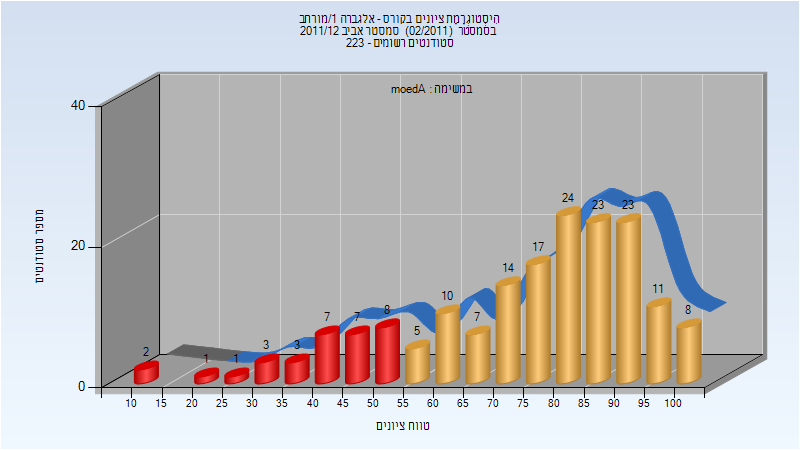 היסטוגרמת ציונים בקורס - אלגברה 1/מורחב
בסמסטר (02/2011) סמסטר אביב 2011/12
סטודנטים רשומים - 223
במשימה : moedA
מספר סטודנטים
40
20
0
2 1 1 3 3 7 7 8 5 10 7 14 17 24 23 23 11 8
10 15 20 25 30 35 40 45 50 55 60 65 70 75 80 85 90 95 100
טווח ציונים